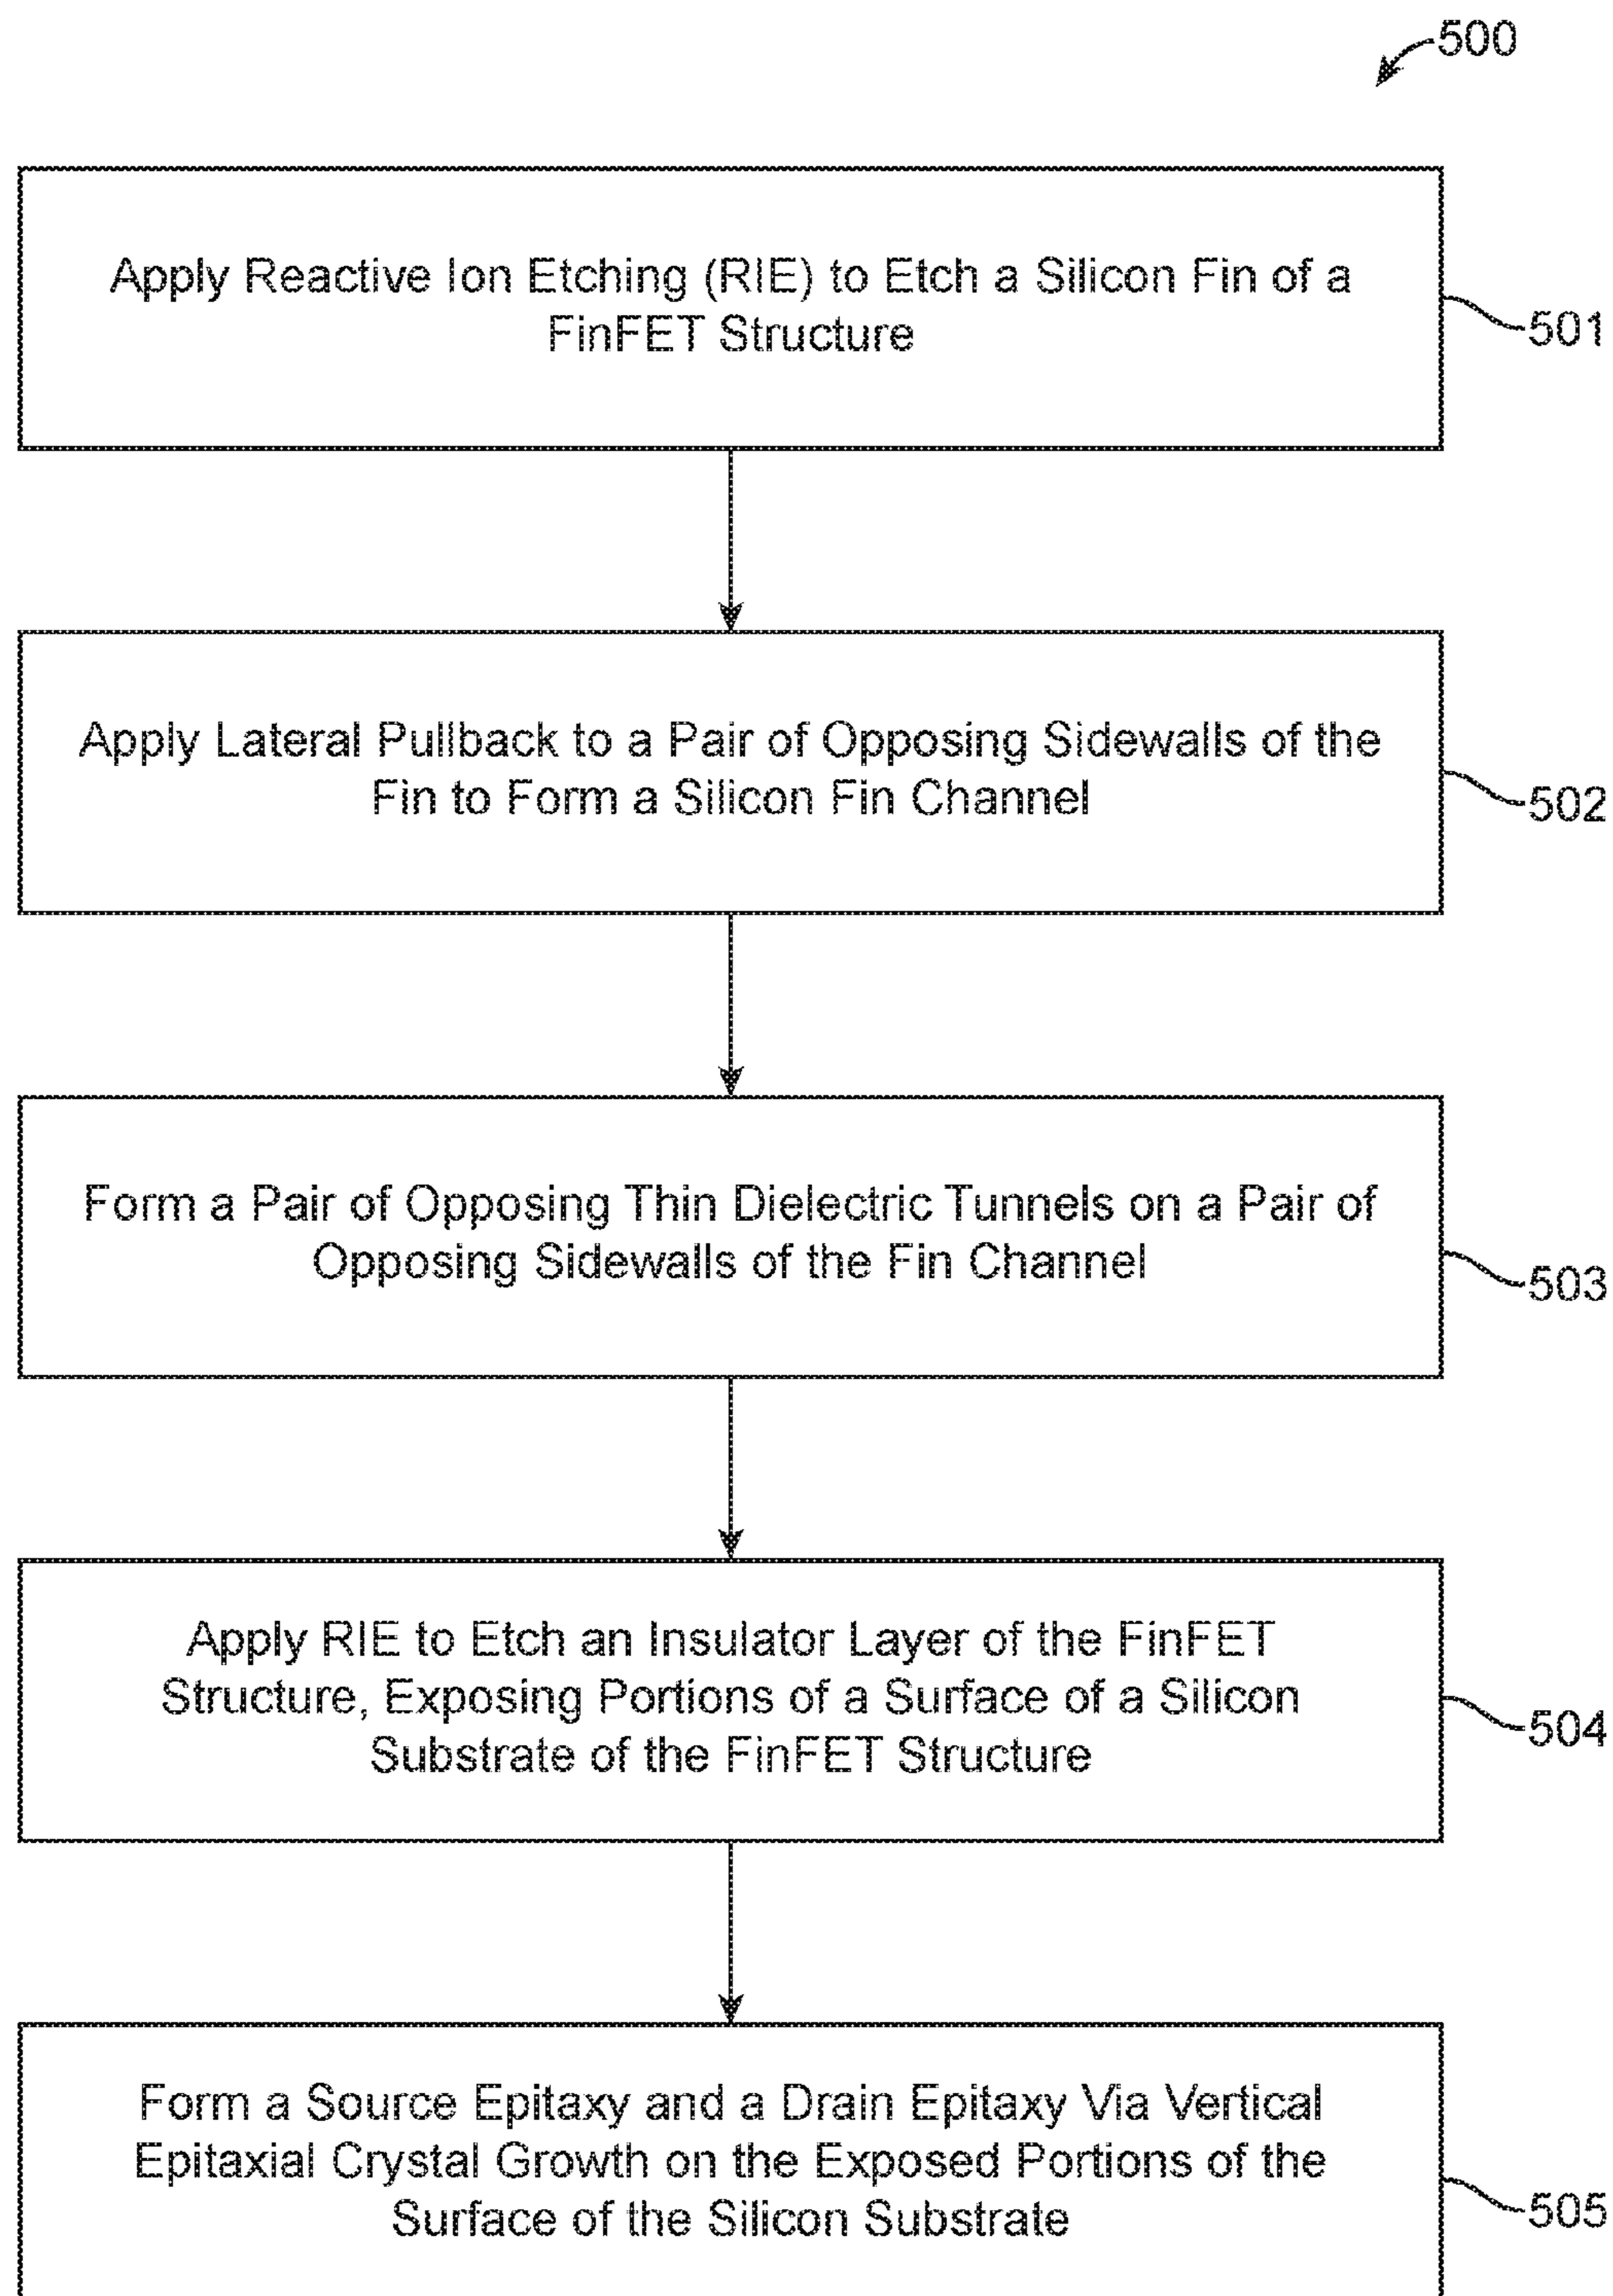 500
Apply Reactive Ion Etching (RIE) to Etch a Silicon Fin of a
FinFET Structure
501
Apply Lateral Pullback to a Pair of Opposing Sidewalls of the
Fin to Form a Silicon Fin Channel
502
Form a Pair of Opposing Thin Dielectric Tunnels on a Pair of
Opposing Sidewalls of the Fin Channel
503
Apply RIE to Etch an Insulator Layer of the FinFET
Structure, Exposing Portions of a Surface of a Silicon
Substrate of the FinFET Structure
504
Form a Source Epitaxy and a Drain Epitaxy Via Vertical
Epitaxial Crystal Growth on the Exposed Portions of the
Surface of the Silicon Substrate
505